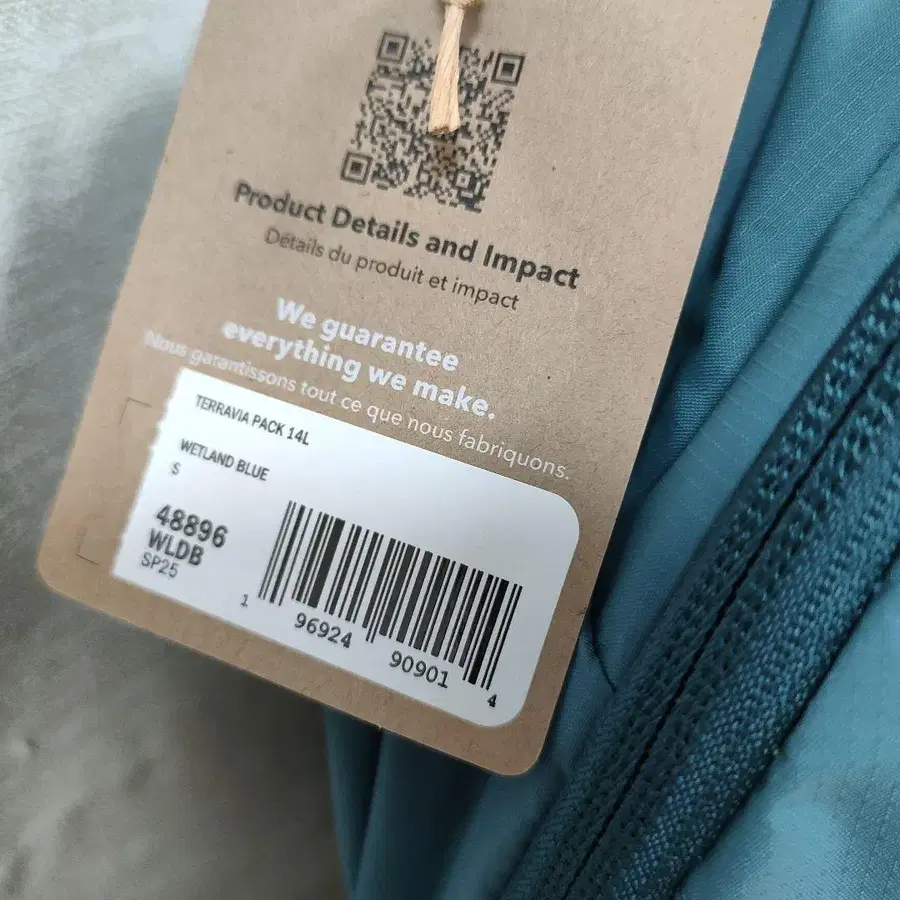 Product Details and Impact
Détails du produit et impact
We guarantee
everything we make.
Nous garantissons tout ce que nous fabriquons.
TERRAVIA PACK 14L
WETLAND BLUE
S
48896
WLDB
SP25
1 96924 90901 4